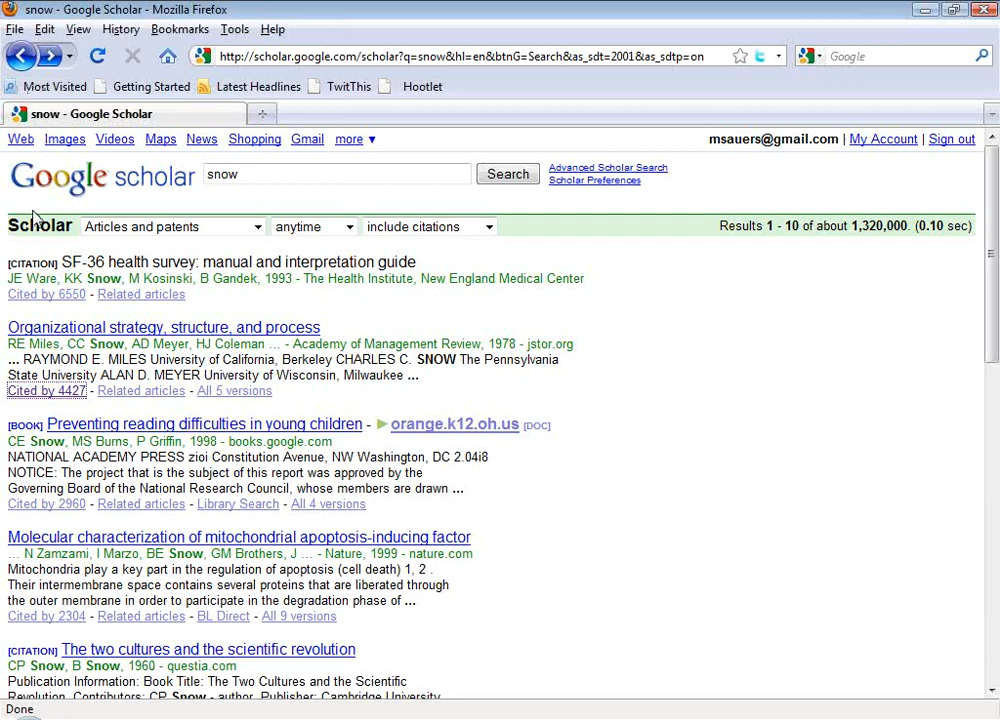 snow - Google Scholar - Mozilla Firefox
File Edit View History Bookmarks Tools Help
http://scholar.google.com/scholar?q=snow&hl=en&btnG=Search&as_sdt=2001&as_sdtp=on Google
Most Visited Getting Started Latest Headlines TwitThis Hootlet
snow - Google Scholar
Web Images Videos Maps News Shopping Gmail more ▼ msauers@gmail.com | My Account | Sign out
Google scholar snow Search Advanced Scholar Search
Scholar Preferences
Scholar Articles and patents anytime include citations Results 1 - 10 of about 1,320,000. (0.10 sec)
[CITATION] SF-36 health survey: manual and interpretation guide
JE Ware, KK Snow, M Kosinski, B Gandek, 1993 - The Health Institute, New England Medical Center
Cited by 6550 - Related articles
Organizational strategy, structure, and process
RE Miles, CC Snow, AD Meyer, HJ Coleman ... - Academy of Management Review, 1978 - jstor.org
... RAYMOND E. MILES University of California, Berkeley CHARLES C. SNOW The Pennsylvania
State University ALAN D. MEYER University of Wisconsin, Milwaukee ...
Cited by 4427 - Related articles - All 5 versions
[BOOK] Preventing reading difficulties in young children - ►orange.k12.oh.us [DOC]
CE Snow, MS Burns, P Griffin, 1998 - books.google.com
NATIONAL ACADEMY PRESS zioi Constitution Avenue, NW Washington, DC 2.04i8
NOTICE: The project that is the subject of this report was approved by the
Governing Board of the National Research Council, whose members are drawn ...
Cited by 2960 - Related articles - Library Search - All 4 versions
Molecular characterization of mitochondrial apoptosis-inducing factor
... N Zamzami, I Marzo, BE Snow, GM Brothers, J ... - Nature, 1999 - nature.com
Mitochondria play a key part in the regulation of apoptosis (cell death) 1, 2 .
Their intermembrane space contains several proteins that are liberated through
the outer membrane in order to participate in the degradation phase of ...
Cited by 2304 - Related articles - BL Direct - All 9 versions
[CITATION] The two cultures and the scientific revolution
CP Snow, B Snow, 1960 - questia.com
Publication Information: Book Title: The Two Cultures and the Scientific
Revolution. Contributors: CP Snow - author. Publisher: Cambridge University
Done